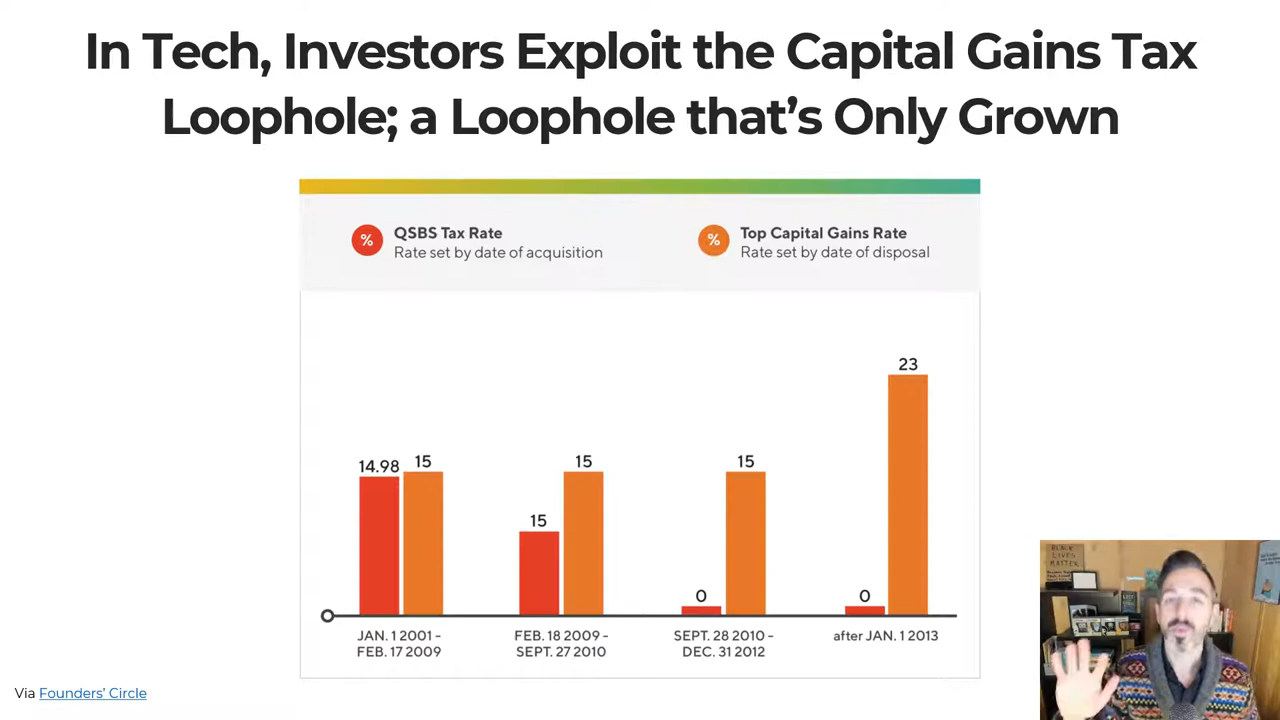 In Tech, Investors Exploit the Capital Gains Tax
Loophole; a Loophole that's Only Grown
% QSBS Tax Rate
Rate set by date of acquisition
% Top Capital Gains Rate
Rate set by date of disposal
14.98
15
15
15
0
15
0
23
JAN. 1 2001 –
FEB. 17 2009
FEB. 18 2009 –
SEPT. 27 2010
SEPT. 28 2010 –
DEC. 31 2012
after JAN. 1 2013
Via Founders' Circle
BLACK
LIVES
MATTER